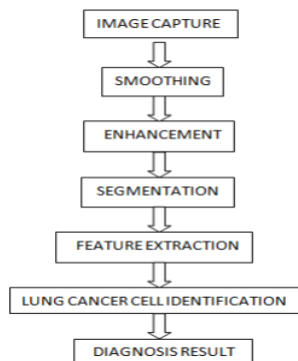 IMAGE CAPTURE
SMOOTHING
ENHANCEMENT
SEGMENTATION
FEATURE EXTRACTION
LUNG CANCER CELL IDENTIFICATION
DIAGNOSIS RESULT